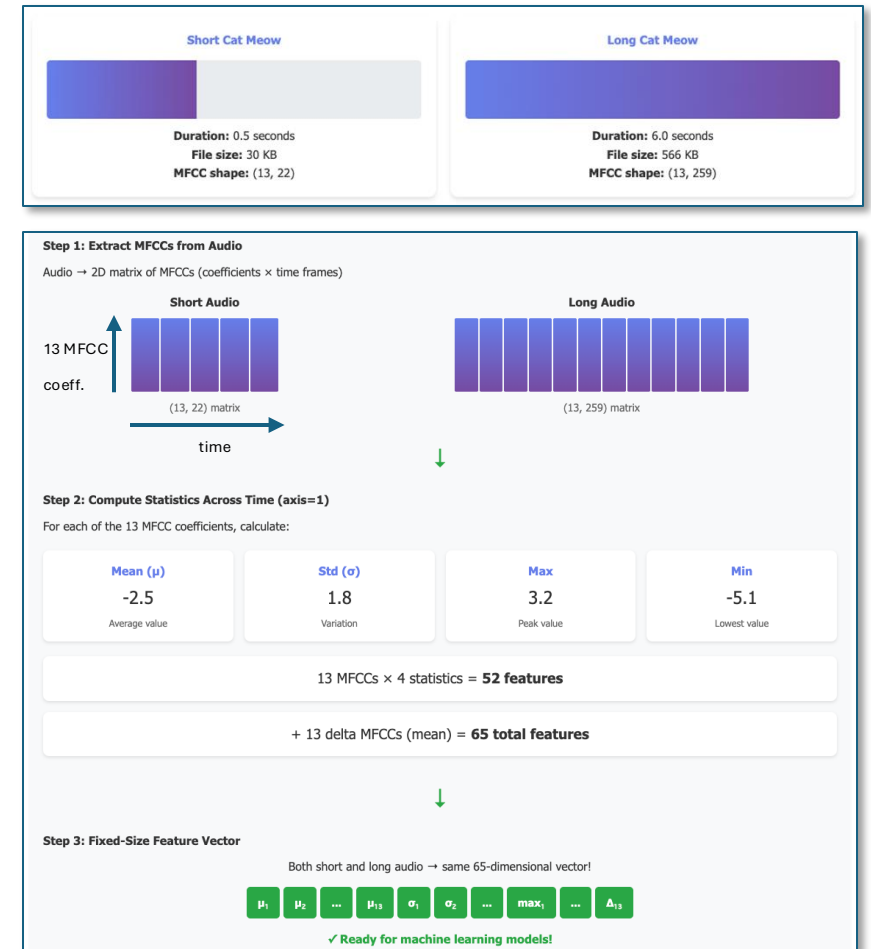 Short Cat Meow
Duration: 0.5 seconds
File size: 30 KB
MFCC shape: (13, 22)
Long Cat Meow
Duration: 6.0 seconds
File size: 566 KB
MFCC shape: (13, 259)
Step 1: Extract MFCCs from Audio
Audio → 2D matrix of MFCCs (coefficients × time frames)
Short Audio
13 MFCC
coeff.
(13, 22) matrix
time
Long Audio
(13, 259) matrix
↓
Step 2: Compute Statistics Across Time (axis=1)
For each of the 13 MFCC coefficients, calculate:
Mean (μ)
-2.5
Average value
Std (σ)
1.8
Variation
Max
3.2
Peak value
Min
-5.1
Lowest value
13 MFCCs × 4 statistics = 52 features
+ 13 delta MFCCs (mean) = 65 total features
↓
Step 3: Fixed-Size Feature Vector
Both short and long audio → same 65-dimensional vector!
μ₁ μ₂ ... μ₁₃ σ₁ σ₂ ... max₁ ... Δ₁₃
✓ Ready for machine learning models!